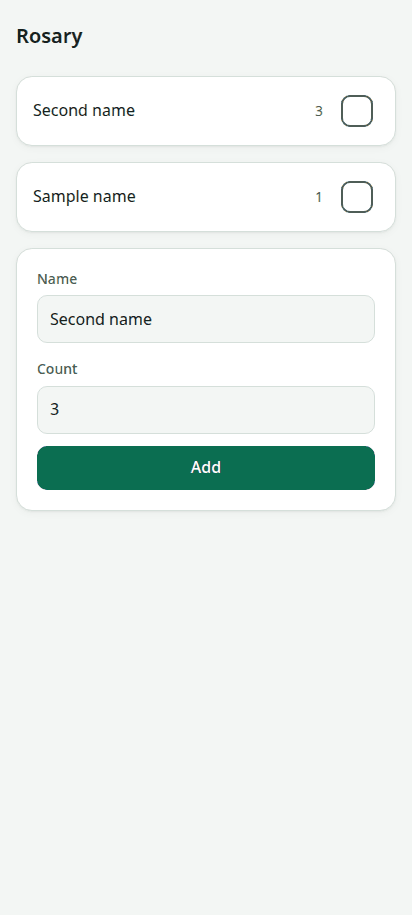 Rosary
Second name 3
Sample name 1
Name
Second name
Count
3
Add